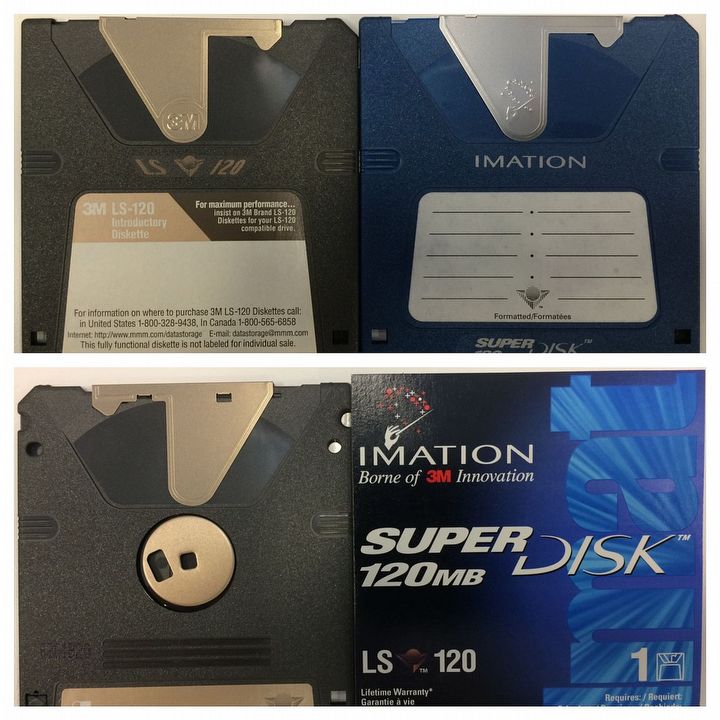 3M
LS 120
3M LS-120
Introductory
Diskette
For maximum performance...
insist on 3M Brand LS-120
Diskettes for your LS-120
compatible drive.
For information on where to purchase 3M LS-120 Diskettes call:
in United States 1-800-328-9438, In Canada 1-800-565-6858
Internet: http://www.mmm.com/datastorage E-mail: datastorage@mmm.com
This fully functional diskette is not labeled for individual sale.
IMATION
Formatted/Formatées
SUPER DISK™
IMATION
Borne of 3M Innovation
SUPER DISK™
120MB
LS ™ 120
1
Lifetime Warranty*
Garantie à vie
Requires: / Requiert: